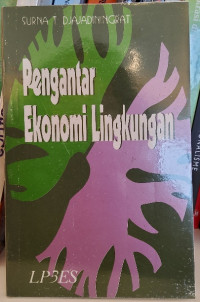 SURNA T. DJAJADININGRAT
Pengantar
Ekonomi Lingkungan
LP3ES